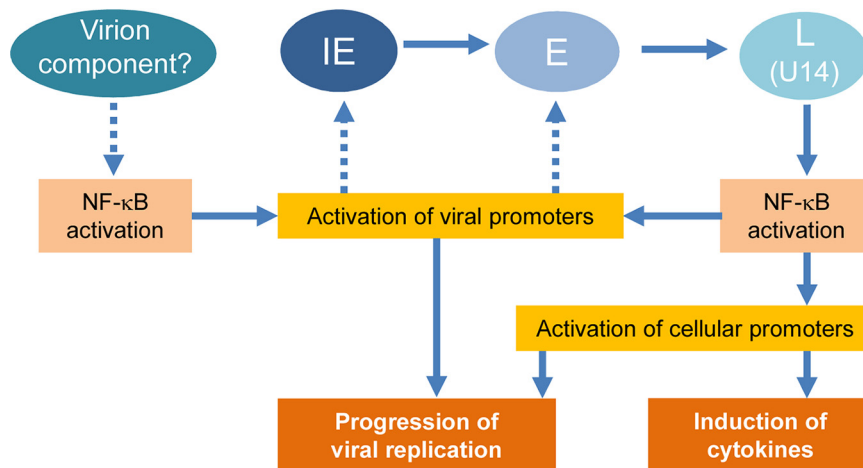 Virion
component?
IE
E
L
(U14)
NF-κB
activation
Activation of viral promoters
NF-κB
activation
Activation of cellular promoters
Progression of
viral replication
Induction of
cytokines